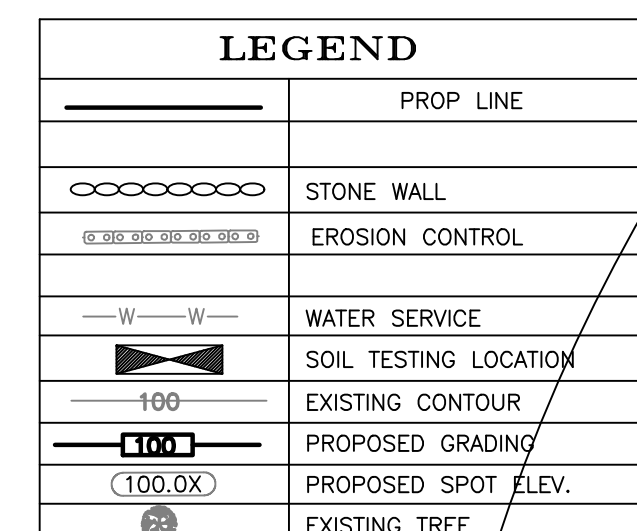 LEGEND
PROP LINE
STONE WALL
EROSION CONTROL
W W WATER SERVICE
SOIL TESTING LOCATION
100 EXISTING CONTOUR
100 PROPOSED GRADING
100.0X PROPOSED SPOT ELEV.
EXISTING TREE